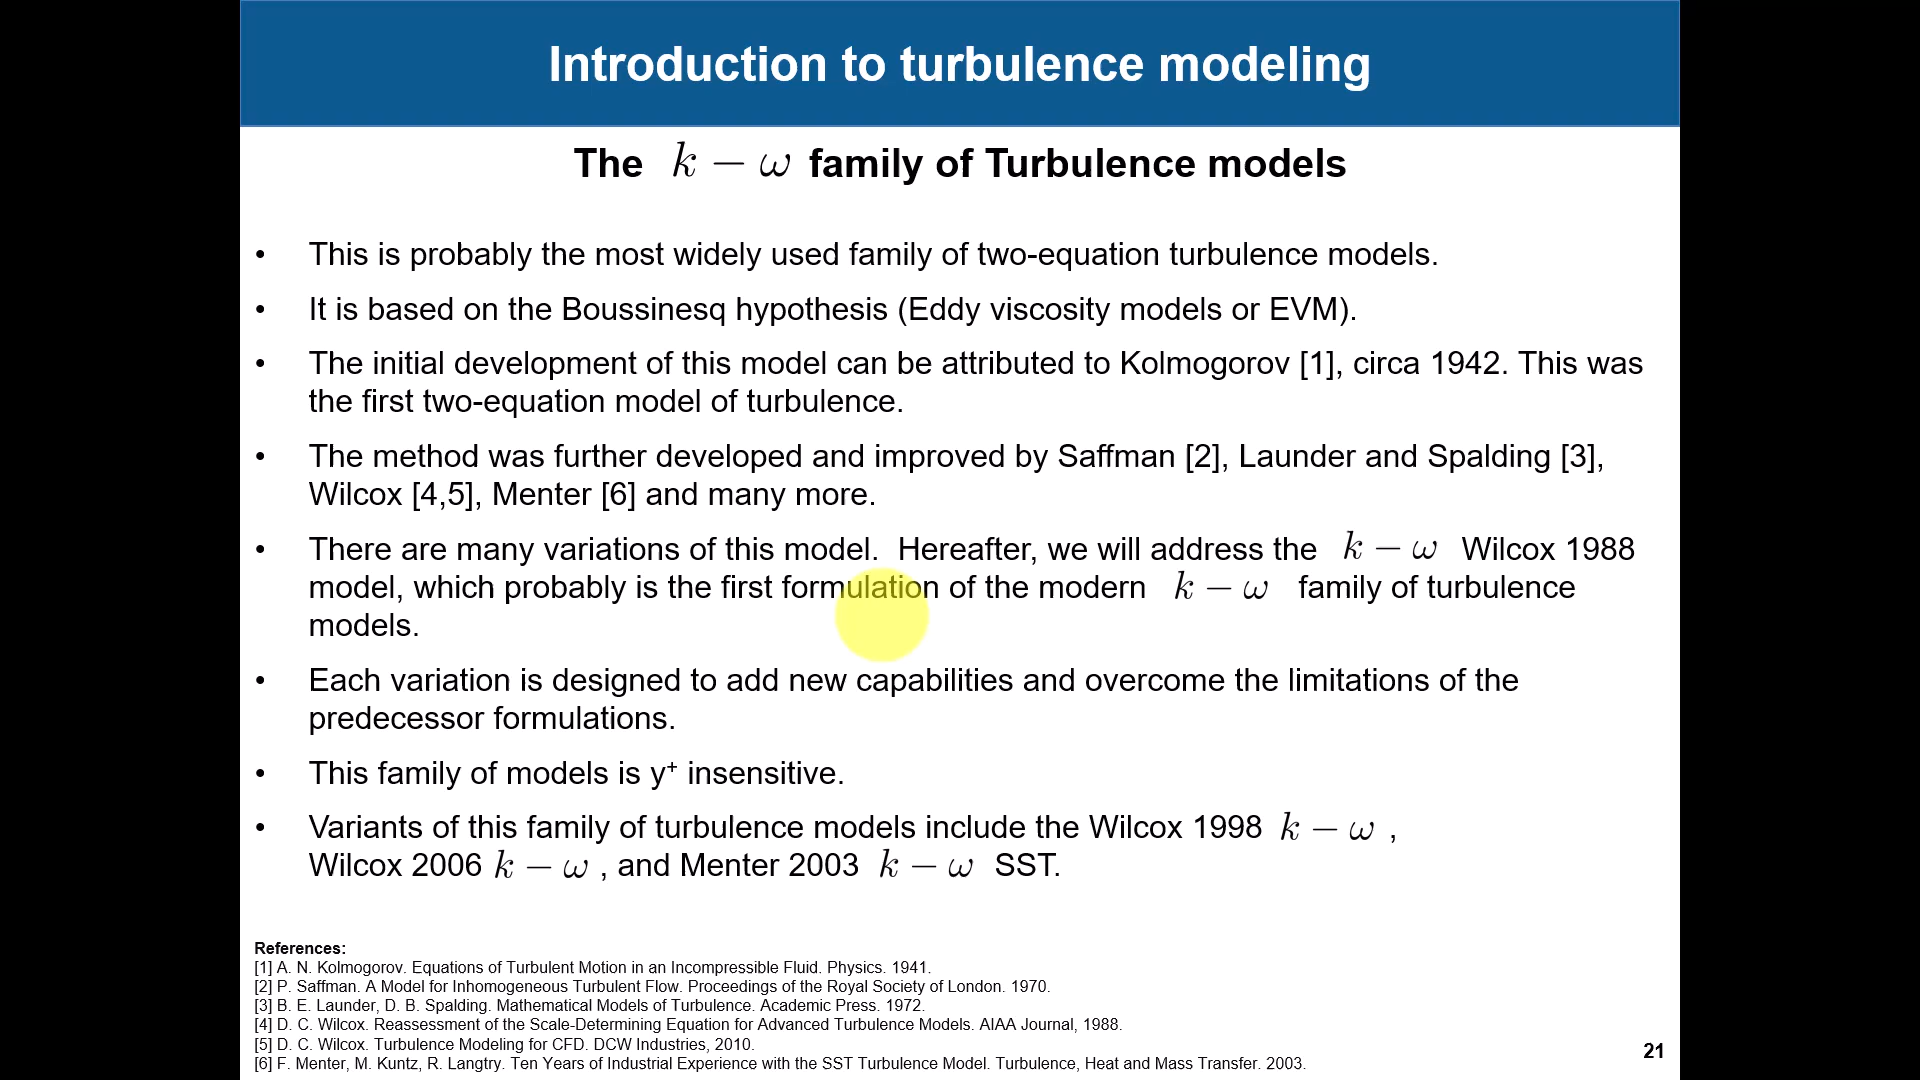 Introduction to turbulence modeling
The k − ω family of Turbulence models
• This is probably the most widely used family of two-equation turbulence models.
• It is based on the Boussinesq hypothesis (Eddy viscosity models or EVM).
• The initial development of this model can be attributed to Kolmogorov [1], circa 1942. This was
the first two-equation model of turbulence.
• The method was further developed and improved by Saffman [2], Launder and Spalding [3],
Wilcox [4,5], Menter [6] and many more.
• There are many variations of this model. Hereafter, we will address the k − ω Wilcox 1988
model, which probably is the first formulation of the modern k − ω family of turbulence
models.
• Each variation is designed to add new capabilities and overcome the limitations of the
predecessor formulations.
• This family of models is y⁺ insensitive.
• Variants of this family of turbulence models include the Wilcox 1998 k − ω ,
Wilcox 2006 k − ω , and Menter 2003 k − ω SST.
References:
[1] A. N. Kolmogorov. Equations of Turbulent Motion in an Incompressible Fluid. Physics. 1941.
[2] P. Saffman. A Model for Inhomogeneous Turbulent Flow. Proceedings of the Royal Society of London. 1970.
[3] B. E. Launder, D. B. Spalding. Mathematical Models of Turbulence. Academic Press. 1972.
[4] D. C. Wilcox. Reassessment of the Scale-Determining Equation for Advanced Turbulence Models. AIAA Journal, 1988.
[5] D. C. Wilcox. Turbulence Modeling for CFD. DCW Industries, 2010.
[6] F. Menter, M. Kuntz, R. Langtry. Ten Years of Industrial Experience with the SST Turbulence Model. Turbulence, Heat and Mass Transfer. 2003.
21